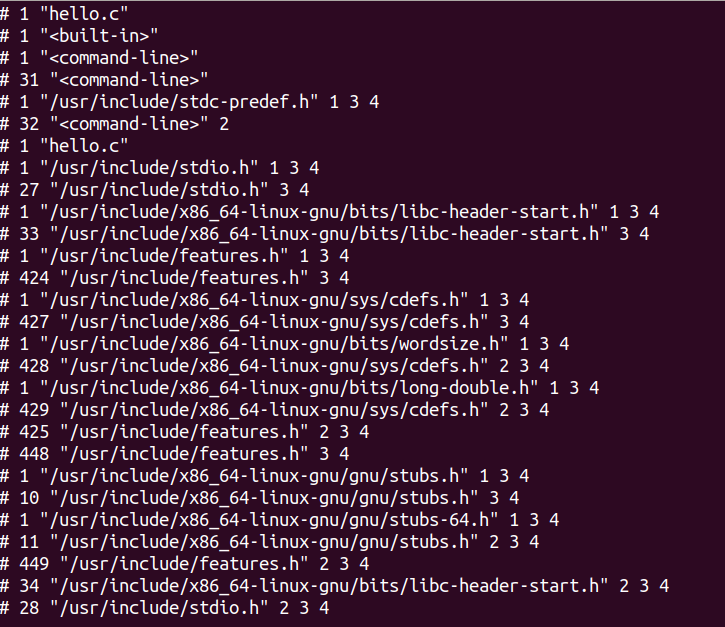 # 1 "hello.c"
# 1 "<built-in>"
# 1 "<command-line>"
# 31 "<command-line>"
# 1 "/usr/include/stdc-predef.h" 1 3 4
# 32 "<command-line>" 2
# 1 "hello.c"
# 1 "/usr/include/stdio.h" 1 3 4
# 27 "/usr/include/stdio.h" 3 4
# 1 "/usr/include/x86_64-linux-gnu/bits/libc-header-start.h" 1 3 4
# 33 "/usr/include/x86_64-linux-gnu/bits/libc-header-start.h" 3 4
# 1 "/usr/include/features.h" 1 3 4
# 424 "/usr/include/features.h" 3 4
# 1 "/usr/include/x86_64-linux-gnu/sys/cdefs.h" 1 3 4
# 427 "/usr/include/x86_64-linux-gnu/sys/cdefs.h" 3 4
# 1 "/usr/include/x86_64-linux-gnu/bits/wordsize.h" 1 3 4
# 428 "/usr/include/x86_64-linux-gnu/sys/cdefs.h" 2 3 4
# 1 "/usr/include/x86_64-linux-gnu/bits/long-double.h" 1 3 4
# 429 "/usr/include/x86_64-linux-gnu/sys/cdefs.h" 2 3 4
# 425 "/usr/include/features.h" 2 3 4
# 448 "/usr/include/features.h" 3 4
# 1 "/usr/include/x86_64-linux-gnu/gnu/stubs.h" 1 3 4
# 10 "/usr/include/x86_64-linux-gnu/gnu/stubs.h" 3 4
# 1 "/usr/include/x86_64-linux-gnu/gnu/stubs-64.h" 1 3 4
# 11 "/usr/include/x86_64-linux-gnu/gnu/stubs.h" 2 3 4
# 449 "/usr/include/features.h" 2 3 4
# 34 "/usr/include/x86_64-linux-gnu/bits/libc-header-start.h" 2 3 4
# 28 "/usr/include/stdio.h" 2 3 4